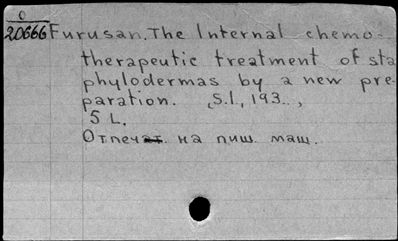 0
20666 Furusan. The Internal chemo-
therapeutic treatment of sta
phylodermas by a new pre-
paration. S.l., 193..,
5 L.
Отпечат. на пиш. маш.